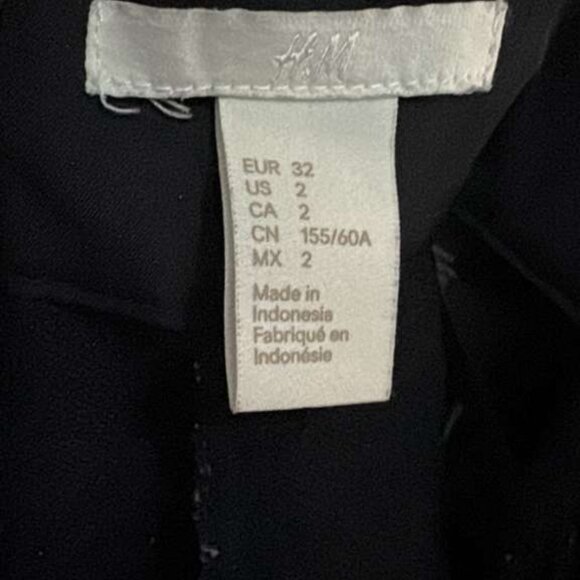 H&M
EUR 32
US 2
CA 2
CN 155/60A
MX 2
Made in
Indonesia
Fabriqué en
Indonésie